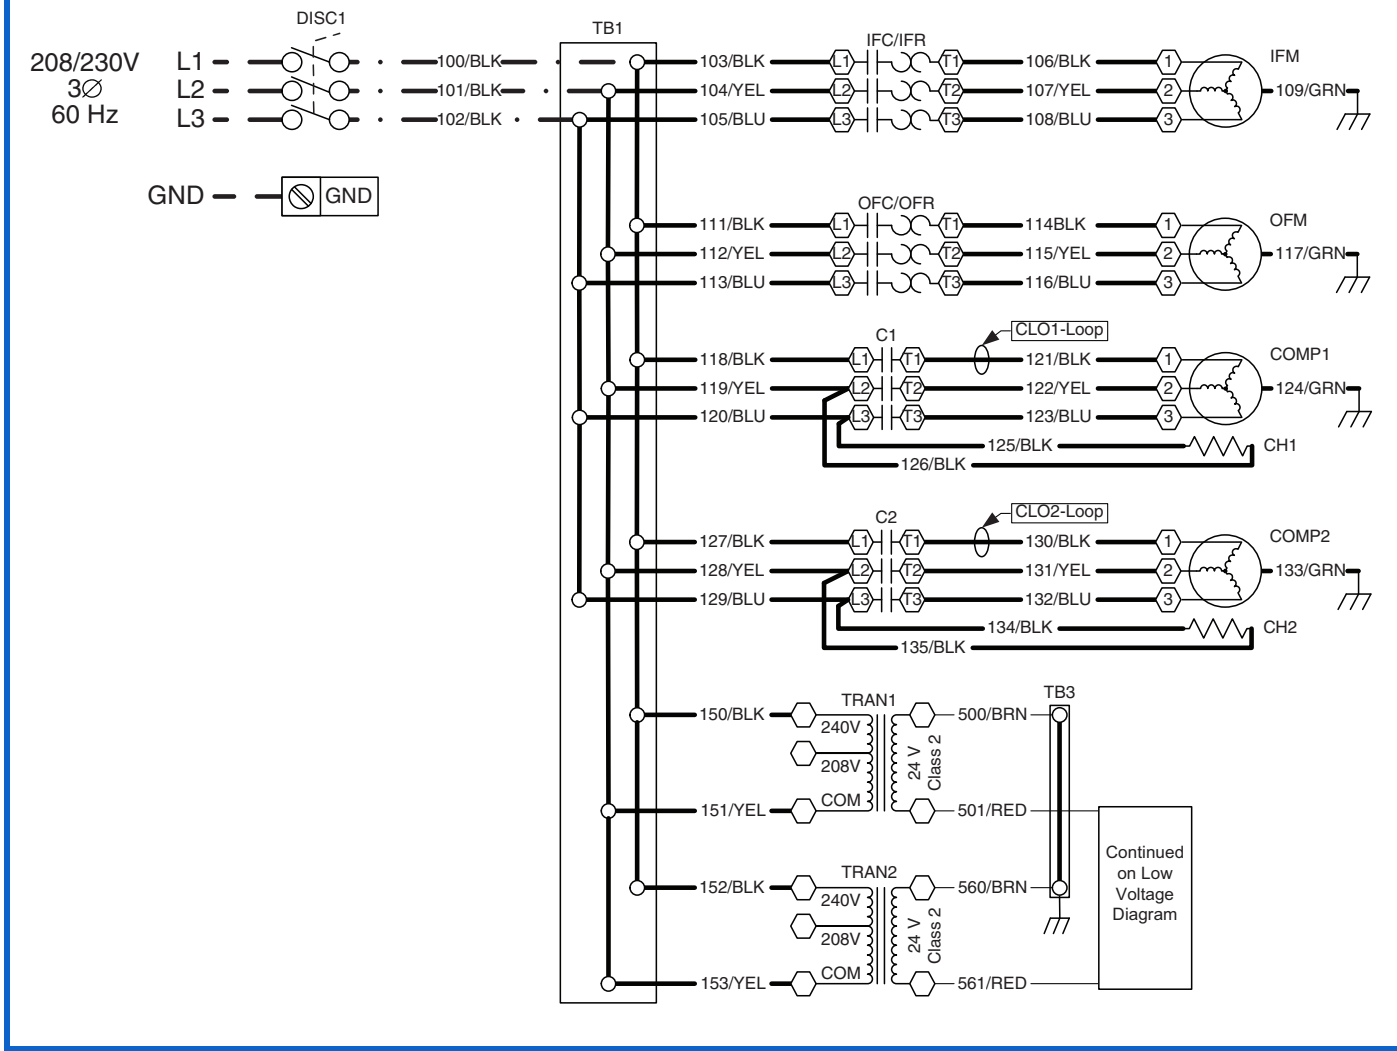 DISC1
TB1
208/230V
3Ø
60 Hz
L1
L2
L3
100/BLK
101/BLK
102/BLK
GND
GND
IFC/IFR
103/BLK L1 T1 106/BLK 1
104/YEL L2 T2 107/YEL 2
105/BLU L3 T3 108/BLU 3
IFM
109/GRN
OFC/OFR
111/BLK L1 T1 114BLK 1
112/YEL L2 T2 115/YEL 2
113/BLU L3 T3 116/BLU 3
OFM
117/GRN
C1
CLO1-Loop
118/BLK L1 T1 121/BLK 1
119/YEL L2 T2 122/YEL 2
120/BLU L3 T3 123/BLU 3
COMP1
124/GRN
125/BLK
CH1
126/BLK
C2
CLO2-Loop
127/BLK L1 T1 130/BLK 1
128/YEL L2 T2 131/YEL 2
129/BLU L3 T3 132/BLU 3
COMP2
133/GRN
134/BLK
CH2
135/BLK
TRAN1
TB3
150/BLK
240V
208V
COM
151/YEL
24 V
Class 2
500/BRN
501/RED
TRAN2
152/BLK
240V
208V
COM
153/YEL
24 V
Class 2
560/BRN
561/RED
Continued
on Low
Voltage
Diagram